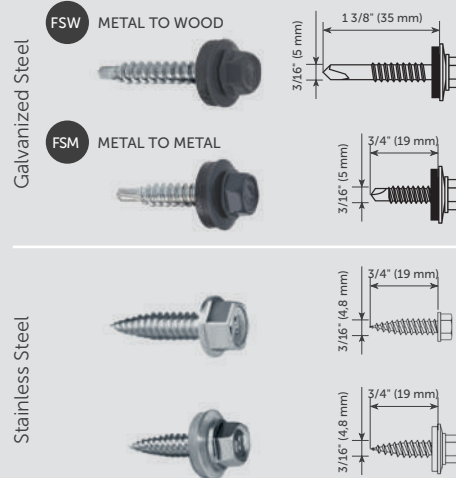 Galvanized Steel
FSW METAL TO WOOD
1 3/8" (35 mm)
3/16" (5 mm)
FSM METAL TO METAL
3/4" (19 mm)
3/16" (5 mm)
Stainless Steel
3/4" (19 mm)
3/16" (4,8 mm)
3/4" (19 mm)
3/16" (4,8 mm)